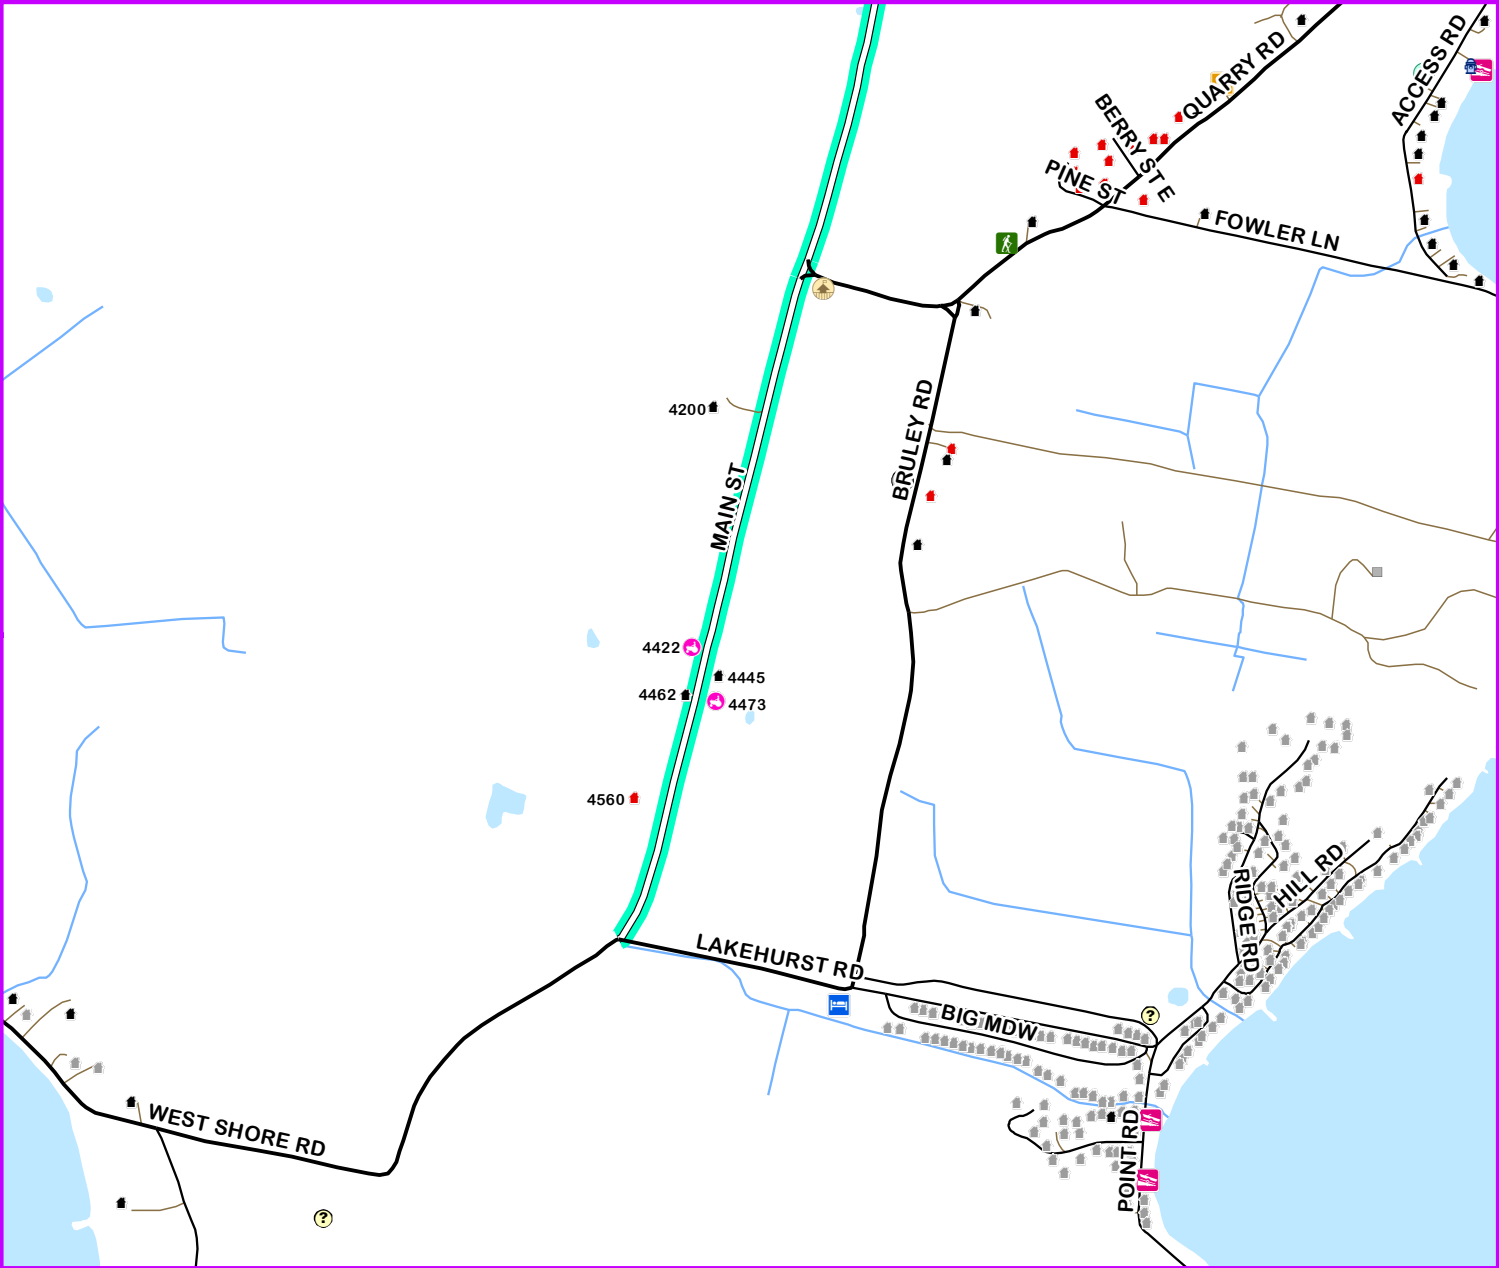 QUARRY RD
ACCESS RD
BERRY ST E
PINE ST
FOWLER LN
4200
BRULEY RD
MAIN ST
4422
4445
4462
4473
4560
HILL RD
RIDGE RD
LAKEHURST RD
BIG MDW
?
WEST SHORE RD
POINT RD
?